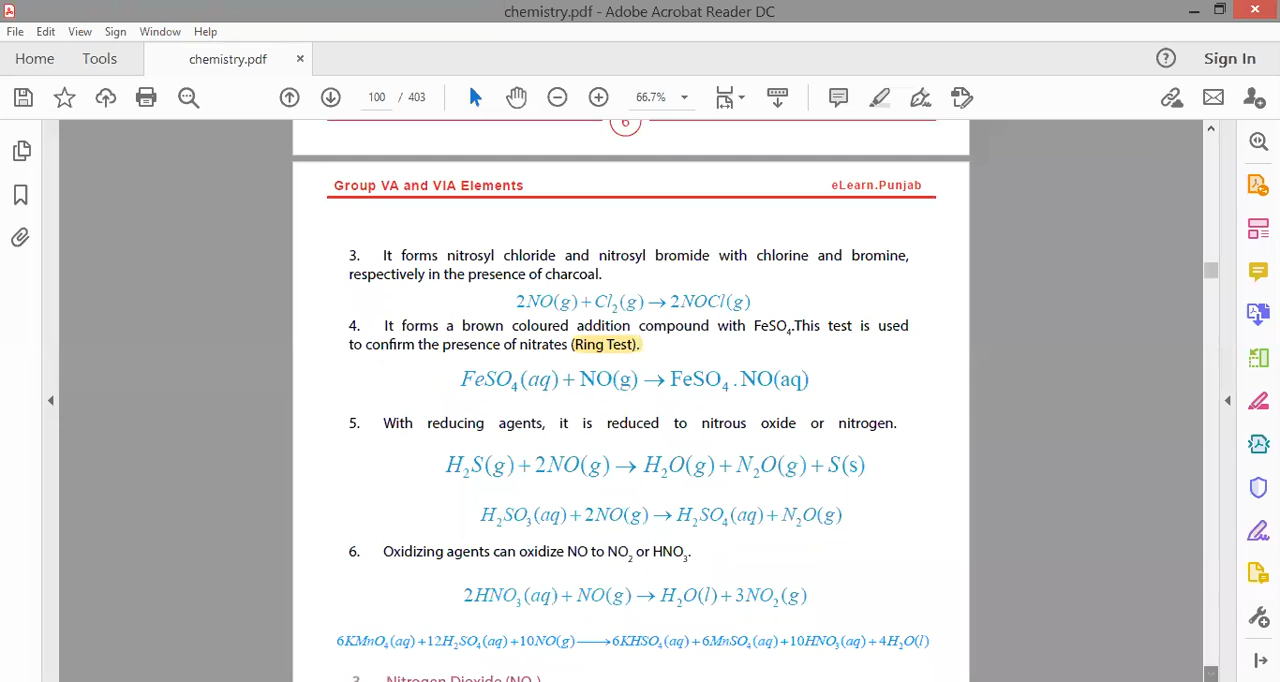 chemistry.pdf - Adobe Acrobat Reader DC
File Edit View Sign Window Help
Home Tools chemistry.pdf × Sign In
100 / 403 66.7%
6
Group VA and VIA Elements eLearn.Punjab
3. It forms nitrosyl chloride and nitrosyl bromide with chlorine and bromine,
respectively in the presence of charcoal.
2NO(g)+Cl₂(g)→2NOCl(g)
4. It forms a brown coloured addition compound with FeSO₄.This test is used
to confirm the presence of nitrates (Ring Test).
FeSO₄(aq)+NO(g)→FeSO₄.NO(aq)
5. With reducing agents, it is reduced to nitrous oxide or nitrogen.
H₂S(g)+2NO(g)→H₂O(g)+N₂O(g)+S(s)
H₂SO₃(aq)+2NO(g)→H₂SO₄(aq)+N₂O(g)
6. Oxidizing agents can oxidize NO to NO₂ or HNO₃.
2HNO₃(aq)+NO(g)→H₂O(l)+3NO₂(g)
6KMnO₄(aq)+12H₂SO₄(aq)+10NO(g)⟶6KHSO₄(aq)+6MnSO₄(aq)+10HNO₃(aq)+4H₂O(l)
3. Nitrogen Dioxide (NO₂)